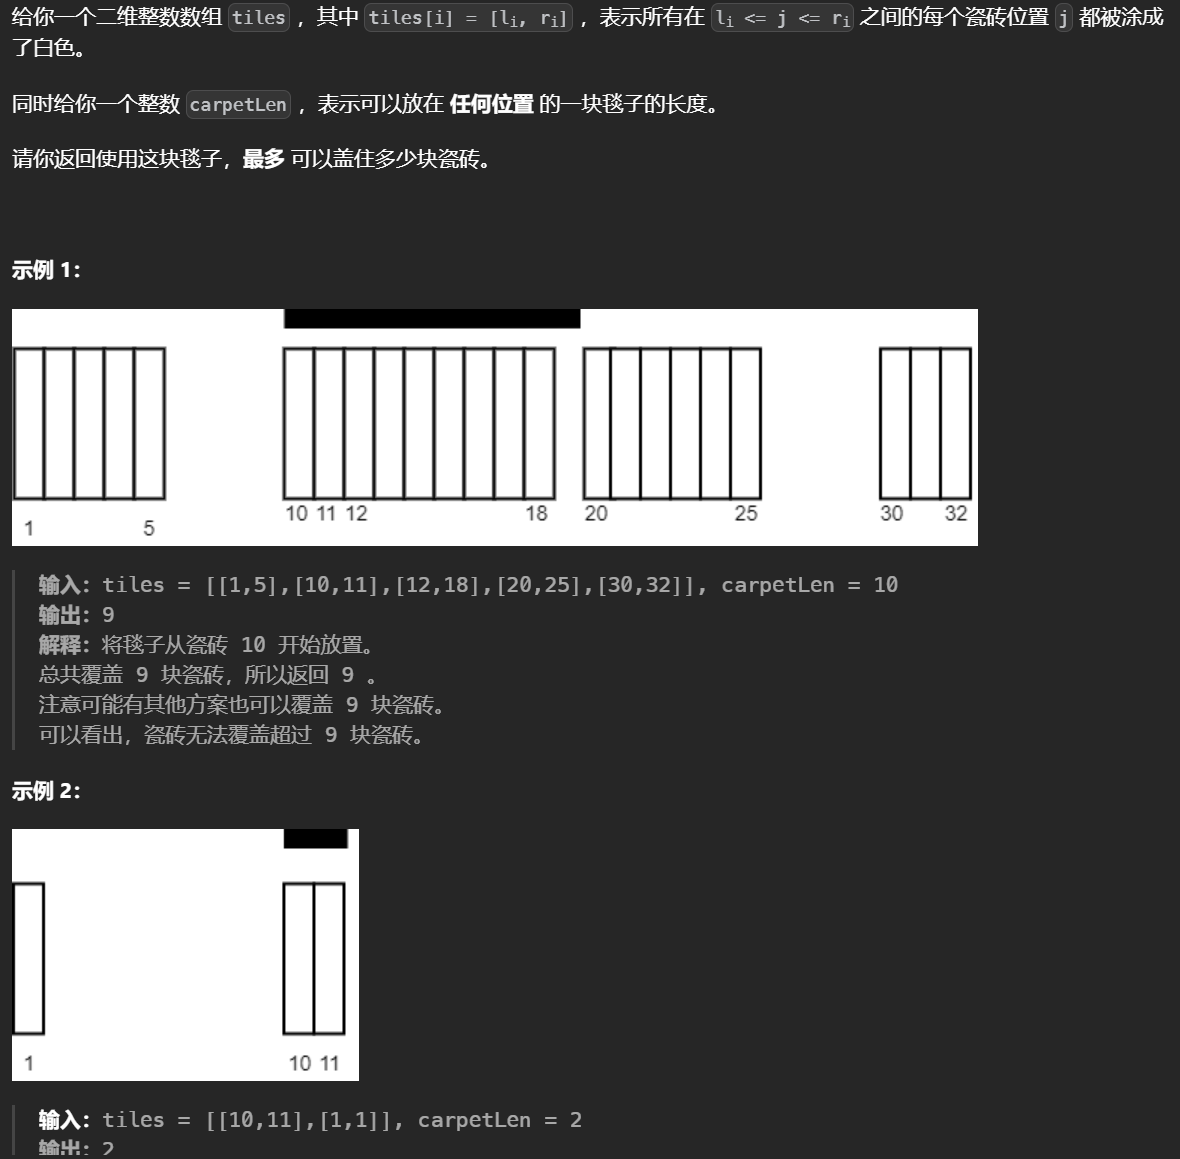 给你一个二维整数数组 tiles ，其中 tiles[i] = [li, ri] ，表示所有在 li <= j <= ri 之间的每个瓷砖位置 j 都被涂成
了白色。
同时给你一个整数 carpetLen ，表示可以放在 任何位置 的一块毯子的长度。
请你返回使用这块毯子，最多 可以盖住多少块瓷砖。
示例 1：
1 5 10 11 12 18 20 25 30 32
输入：tiles = [[1,5],[10,11],[12,18],[20,25],[30,32]], carpetLen = 10
输出：9
解释：将毯子从瓷砖 10 开始放置。
总共覆盖 9 块瓷砖，所以返回 9 。
注意可能有其他方案也可以覆盖 9 块瓷砖。
可以看出，瓷砖无法覆盖超过 9 块瓷砖。
示例 2：
1 10 11
输入：tiles = [[10,11],[1,1]], carpetLen = 2
输出：2